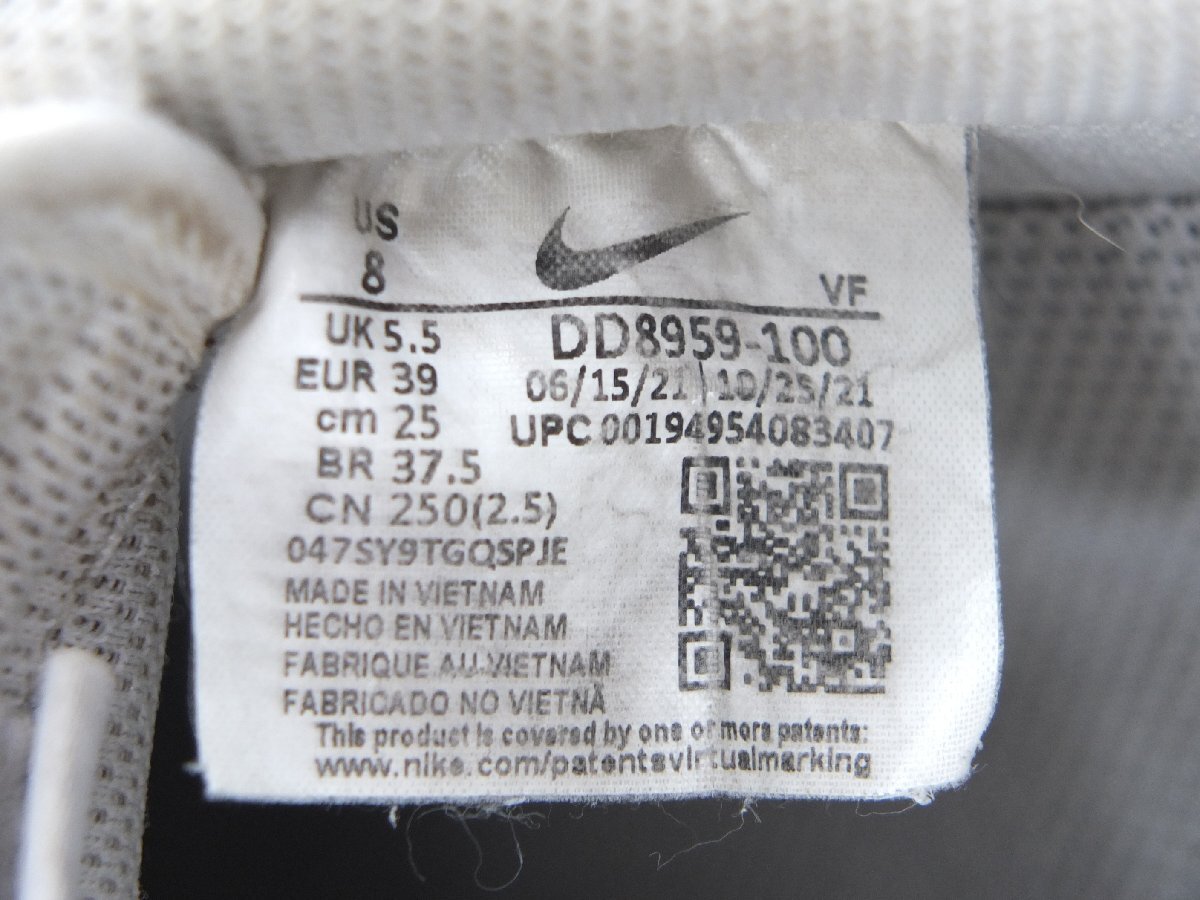 US
8
VF
UK 5.5
EUR 39
cm 25
BR 37.5
CN 250(2.5)
DD8959-100
06/15/21 10/25/21
UPC 00194954083407
047SY9TGQSPJE
MADE IN VIETNAM
HECHO EN VIETNAM
FABRIQUE AU VIETNAM
FABRICADO NO VIETNÃ
This product is covered by one of more patents:
www.nike.com/patentsvirtualmarking